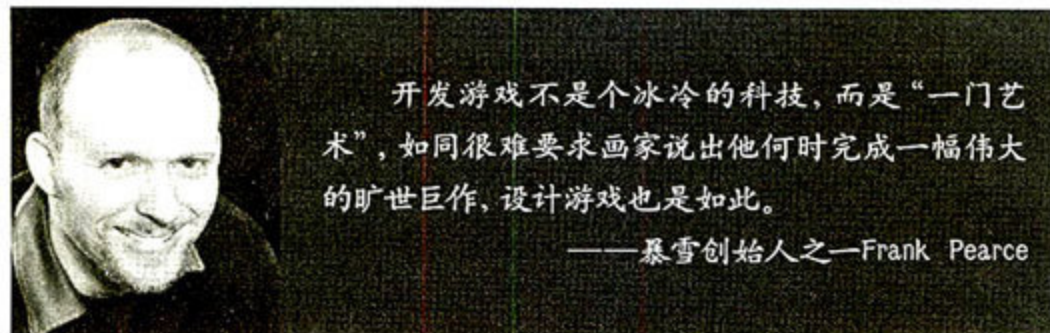 开发游戏不是个冰冷的科技，而是“一门艺
术”，如同很难要求画家说出他何时完成一幅伟大
的旷世巨作，设计游戏也是如此。
——暴雪创始人之一Frank Pearce